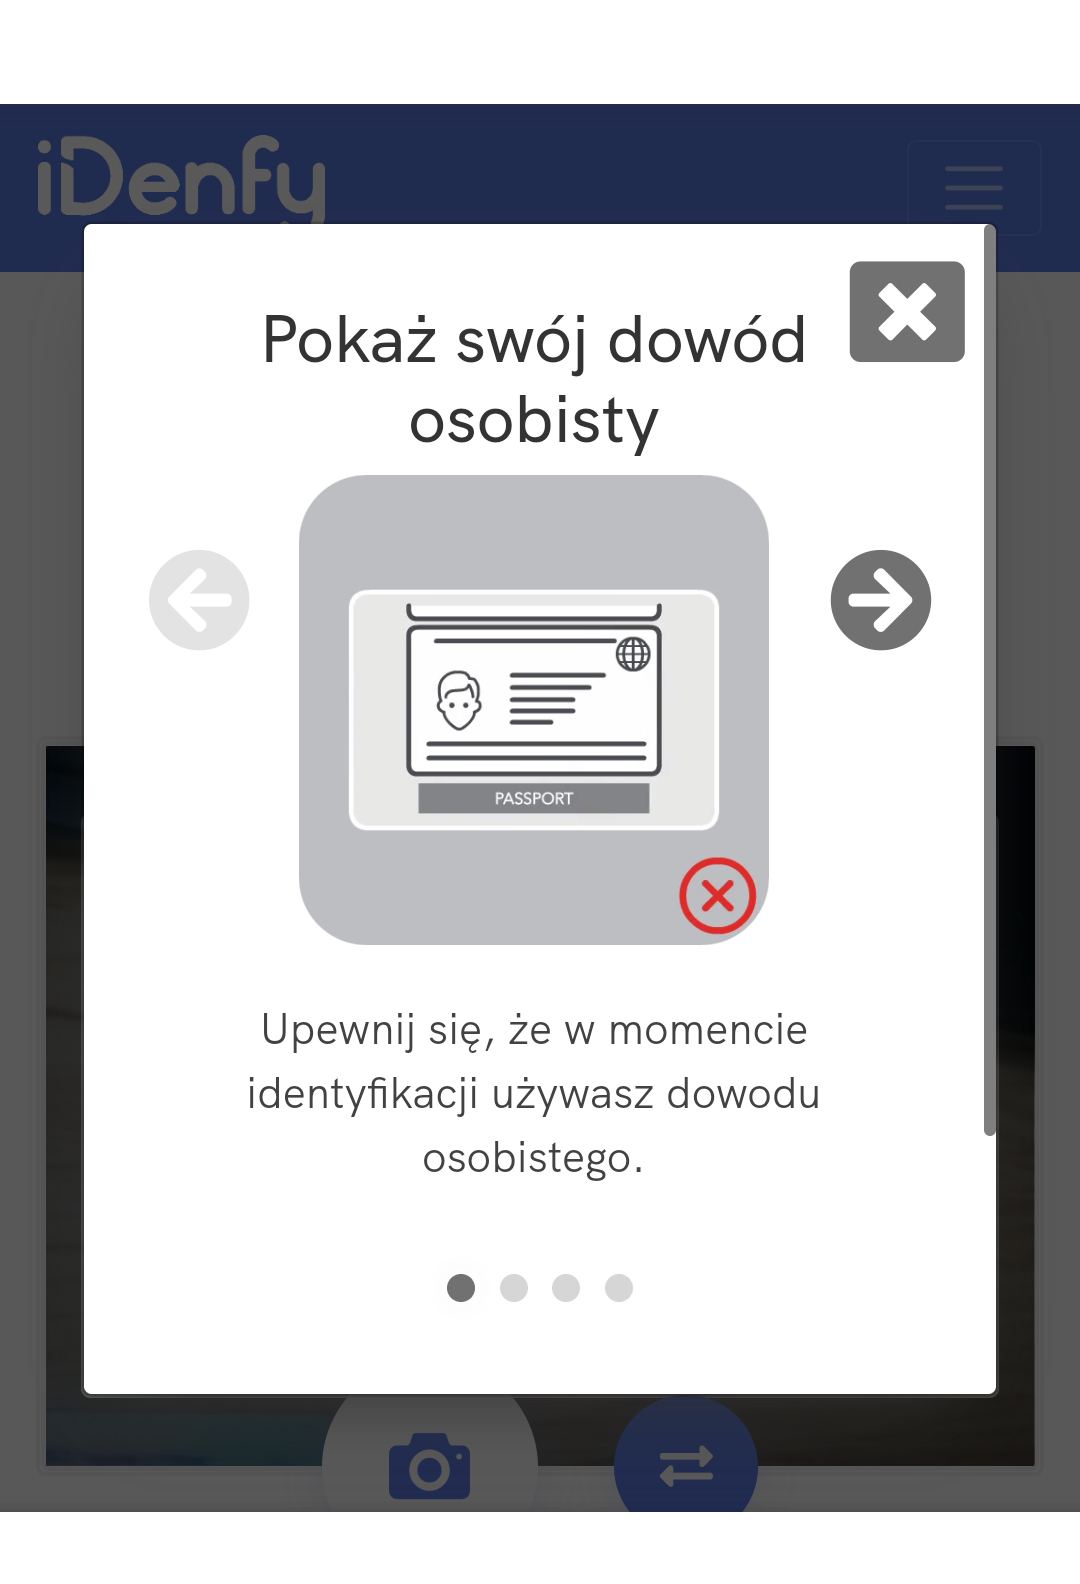 iDenfy
Pokaż swój dowód
osobisty
PASSPORT
Upewnij się, że w momencie
identyfikacji używasz dowodu
osobistego.